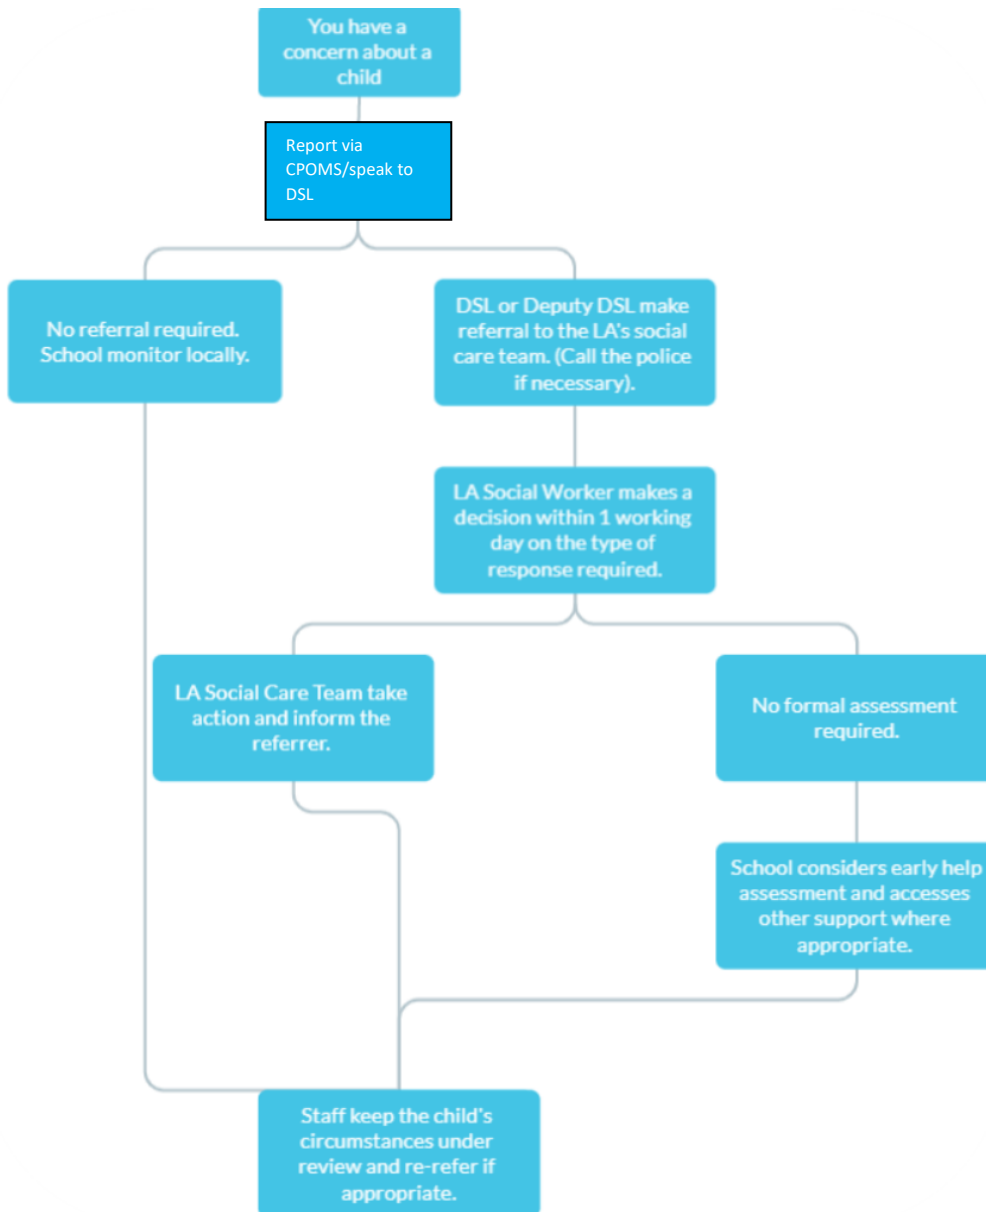 You have a
concern about a
child
Report via
CPOMS/speak to
DSL
No referral required.
School monitor locally.
DSL or Deputy DSL make
referral to the LA's social
care team. (Call the police
if necessary).
LA Social Worker makes a
decision within 1 working
day on the type of
response required.
LA Social Care Team take
action and inform the
referrer.
No formal assessment
required.
School considers early help
assessment and accesses
other support where
appropriate.
Staff keep the child's
circumstances under
review and re-refer if
appropriate.